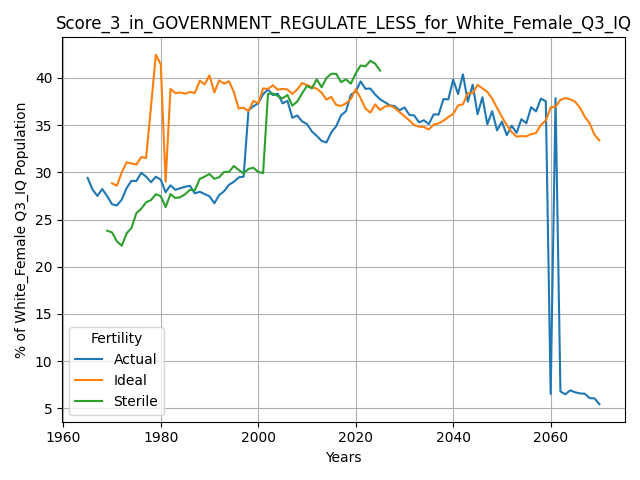 Score_3_in_GOVERNMENT_REGULATE_LESS_for_White_Female_Q3_IQ
% of White_Female Q3_IQ Population
40
35
30
25
20
15
10
5
Fertility
Actual
Ideal
Sterile
1960
1980
2000
2020
2040
2060
Years